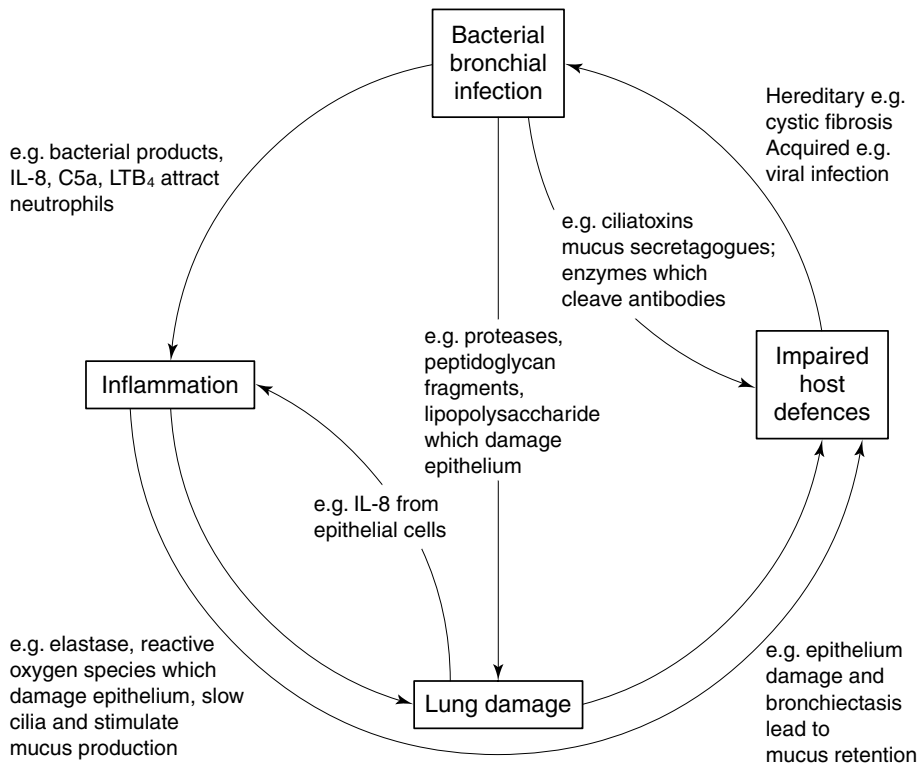 Bacterial
bronchial
infection
Hereditary e.g.
cystic fibrosis
Acquired e.g.
viral infection
e.g. bacterial products,
IL-8, C5a, LTB₄ attract
neutrophils
e.g. ciliatoxins
mucus secretagogues;
enzymes which
cleave antibodies
e.g. proteases,
peptidoglycan
fragments,
lipopolysaccharide
which damage
epithelium
Impaired
host
defences
Inflammation
e.g. IL-8 from
epithelial cells
e.g. elastase, reactive
oxygen species which
damage epithelium, slow
cilia and stimulate
mucus production
Lung damage
e.g. epithelium
damage and
bronchiectasis
lead to
mucus retention